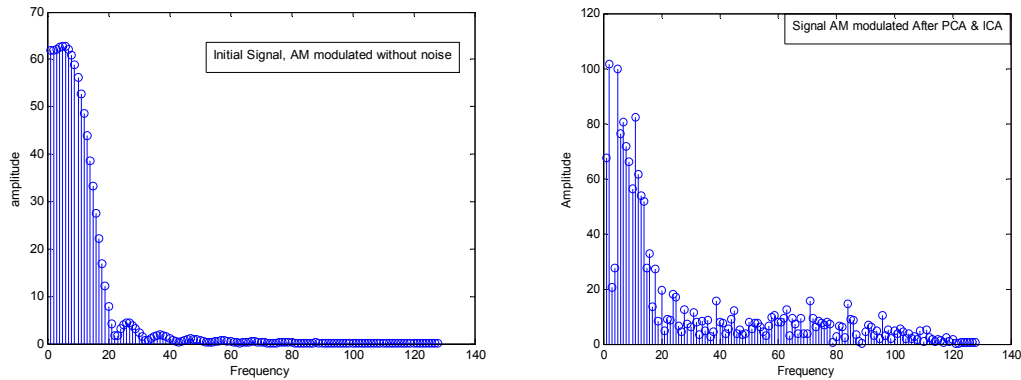 70
60
50
40
30
20
10
0
amplitude
Initial Signal, AM modulated without noise
0 20 40 60 80 100 120 140
Frequency
120
100
80
60
40
20
0
Amplitude
Signal AM modulated After PCA & ICA
0 20 40 60 80 100 120 140
Frequency